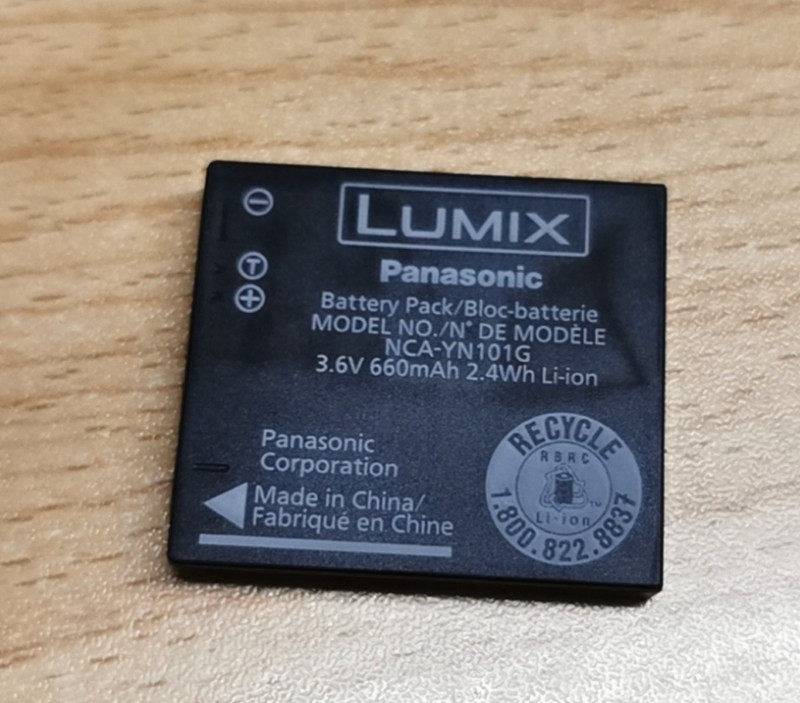 LUMIX
Panasonic
Battery Pack/Bloc-batterie
MODEL NO./N° DE MODÈLE
NCA-YN101G
3.6V 660mAh 2.4Wh Li-ion
T
Panasonic
Corporation
Made in China/
Fabriqué en Chine
RECYCLE
RBRC
Li-ion
TM
1.800.822.8837